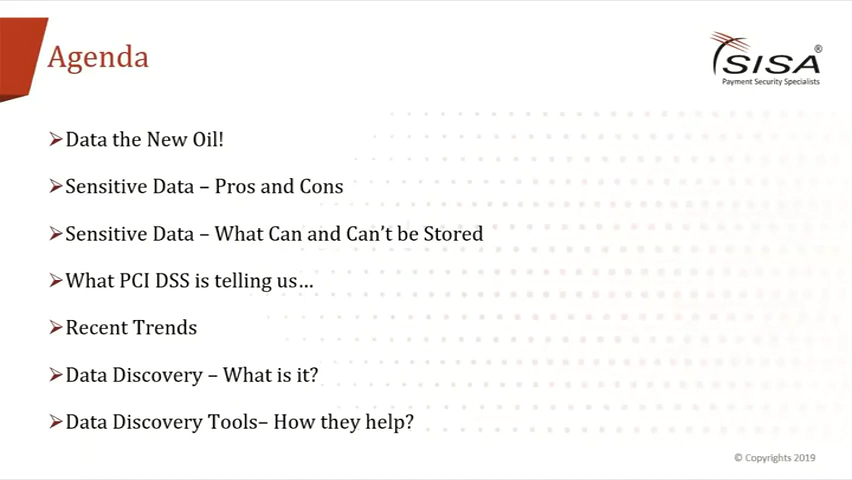 Agenda
SISA®
Payment Security Specialists
Data the New Oil!
Sensitive Data – Pros and Cons
Sensitive Data – What Can and Can’t be Stored
What PCI DSS is telling us…
Recent Trends
Data Discovery – What is it?
Data Discovery Tools– How they help?
© Copyrights 2019